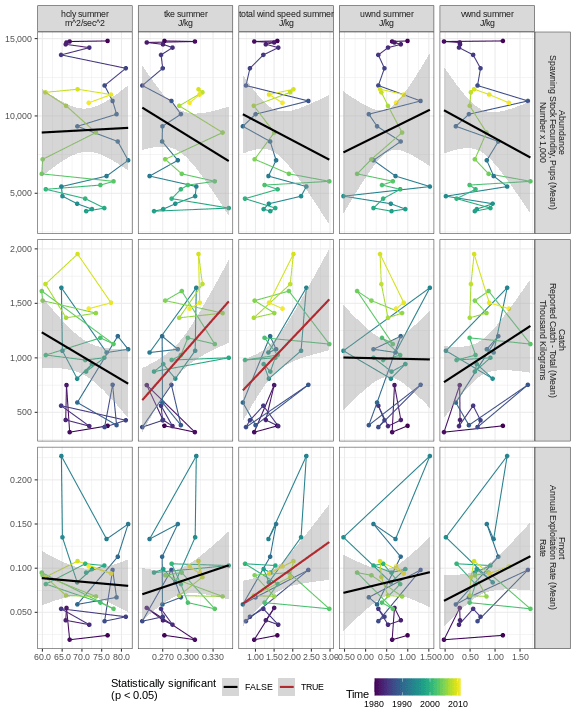 hcly summer
m^2/sec^2
tke summer
J/kg
total wind speed summer
J/kg
uwnd summer
J/kg
vwnd summer
J/kg
15,000
10,000
5,000
Abundance
Spawning Stock Fecundity, Pups (Mean)
Number x 1,000
2,000
1,500
1,000
500
Catch
Reported Catch - Total (Mean)
Thousand Kilograms
0.200
0.150
0.100
0.050
Fmort
Annual Exploitation Rate (Mean)
Rate
60.0 65.0 70.0 75.0 80.0
0.270 0.300 0.330
1.00 1.50 2.00 2.50 3.00
0.50 0.00 0.50 1.00 1.50
0.00 0.50 1.00 1.50
Statistically significant
(p < 0.05)
FALSE
TRUE
Time
1980 1990 2000 2010